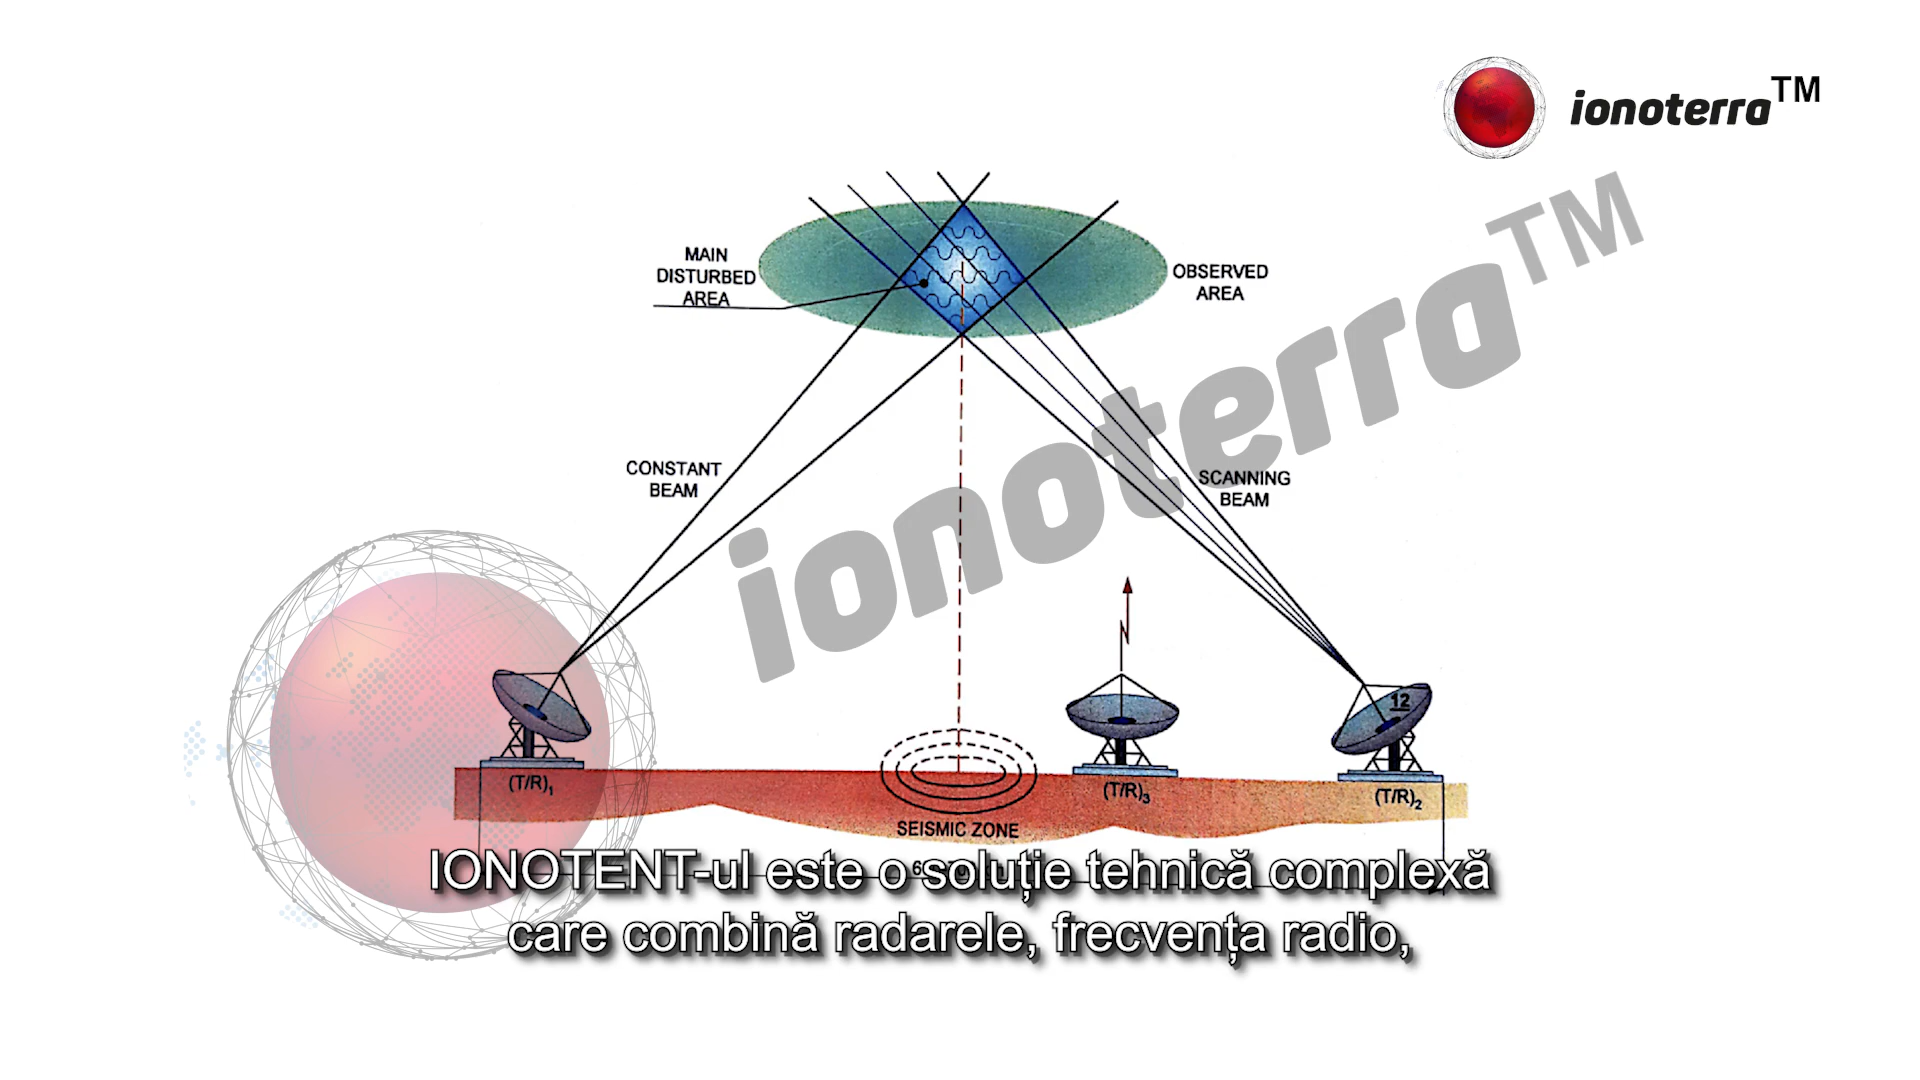 ionoterra™
ionoterra™
MAIN
DISTURBED
AREA
OBSERVED
AREA
CONSTANT
BEAM
SCANNING
BEAM
12
(T/R)₁
(T/R)₃
(T/R)₂
SEISMIC ZONE
IONOTENT-ul este o soluție tehnică complexă
care combină radarele, frecvența radio,